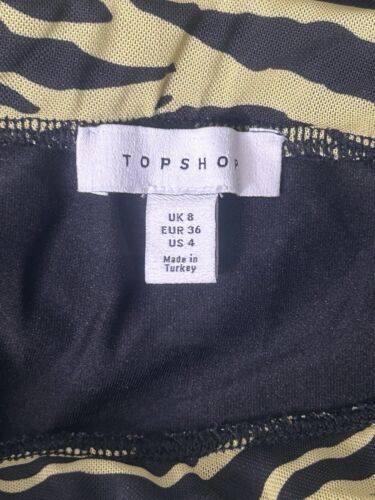 TOPSHOP
UK 8
EUR 36
US 4
Made in
Turkey